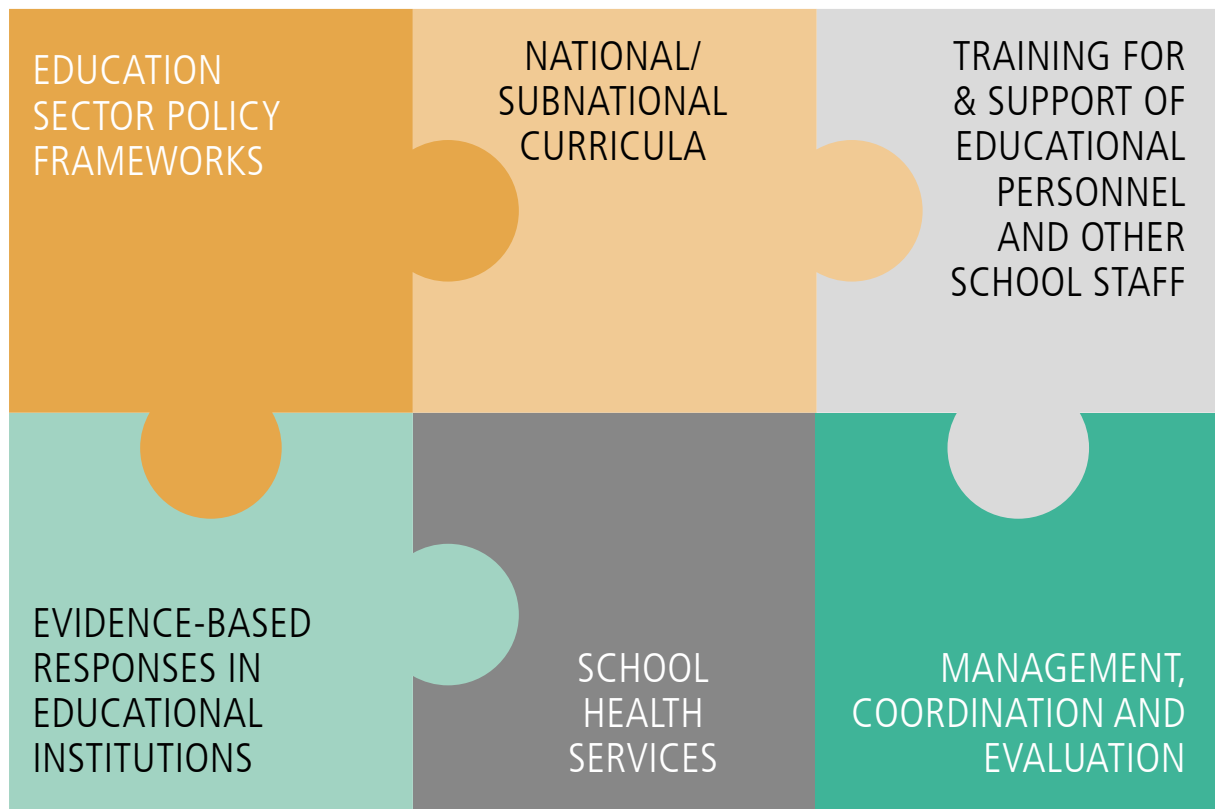 EDUCATION
SECTOR POLICY
FRAMEWORKS
NATIONAL/
SUBNATIONAL
CURRICULA
TRAINING FOR
& SUPPORT OF
EDUCATIONAL
PERSONNEL
AND OTHER
SCHOOL STAFF
EVIDENCE-BASED
RESPONSES IN
EDUCATIONAL
INSTITUTIONS
SCHOOL
HEALTH
SERVICES
MANAGEMENT,
COORDINATION AND
EVALUATION